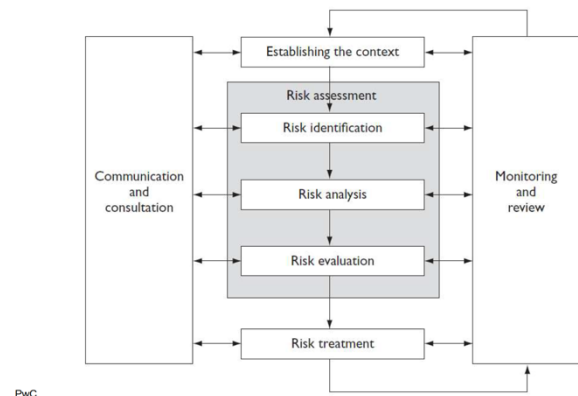 Establishing the context
Risk assessment
Risk identification
Communication
and
consultation
Risk analysis
Monitoring
and
review
Risk evaluation
Risk treatment
PwC